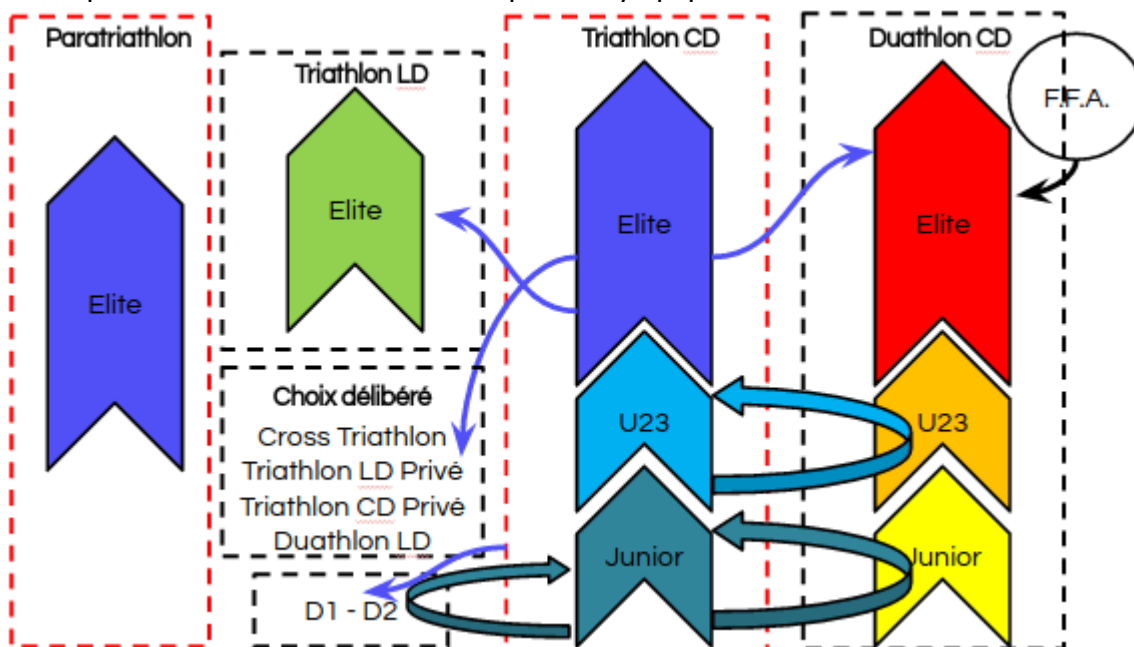 Paratriathlon
Elite
Triathlon LD
Elite
Choix délibéré
Cross Triathlon
Triathlon LD Privé
Triathlon CD Privé
Duathlon LD
D1 - D2
Triathlon CD
Elite
U23
Junior
Duathlon CD
Elite
U23
Junior
F.F.A.